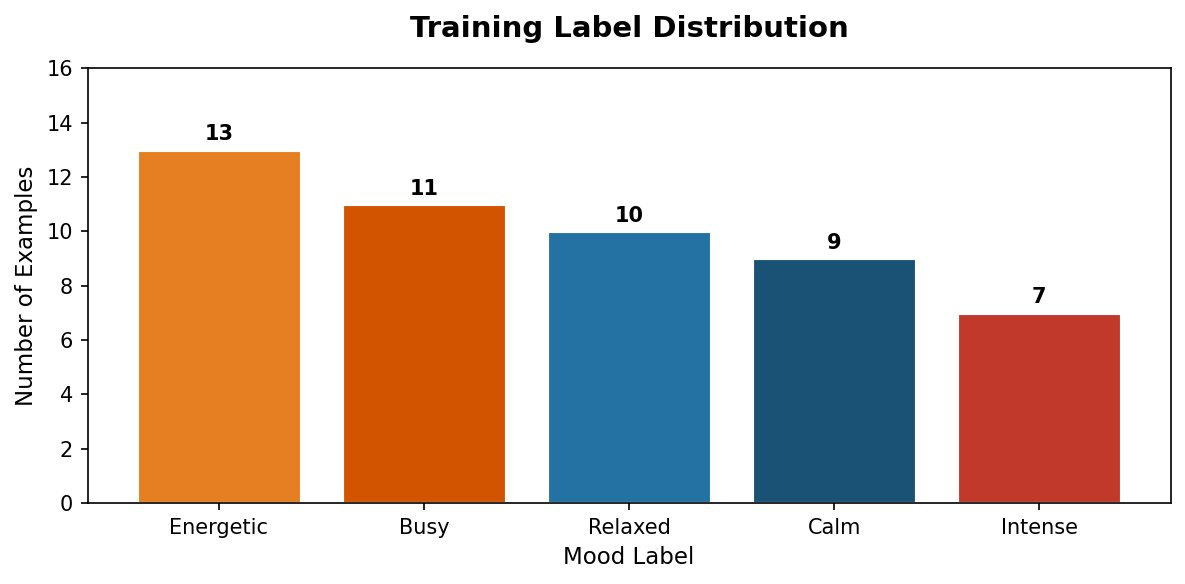 Training Label Distribution
Number of Examples
16
14
12
10
8
6
4
2
0
13
11
10
9
7
Energetic
Busy
Relaxed
Calm
Intense
Mood Label